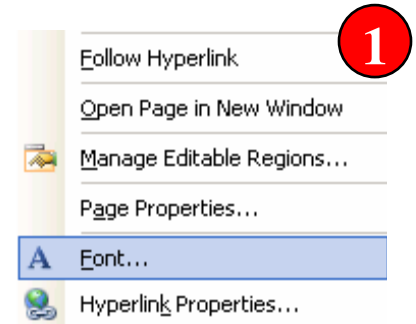 1
Follow Hyperlink
Open Page in New Window
Manage Editable Regions...
Page Properties...
A Font...
Hyperlink Properties...